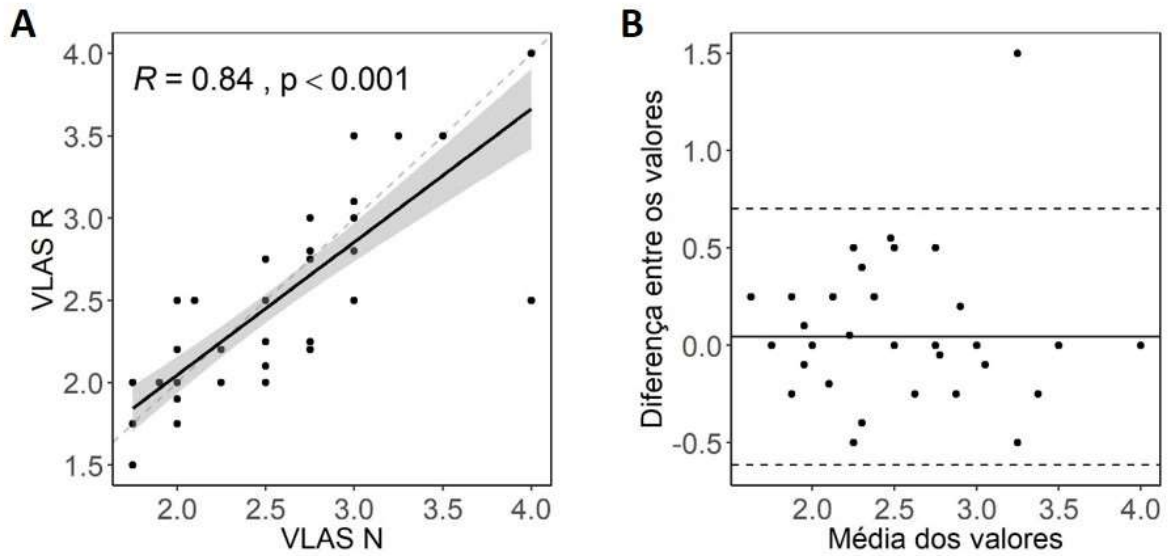 A
R = 0.84 , p < 0.001
4.0
3.5
3.0
2.5
2.0
1.5
VLAS R
2.0 2.5 3.0 3.5 4.0
VLAS N
B
1.5
1.0
0.5
0.0
-0.5
Diferença entre os valores
2.0 2.5 3.0 3.5 4.0
Média dos valores